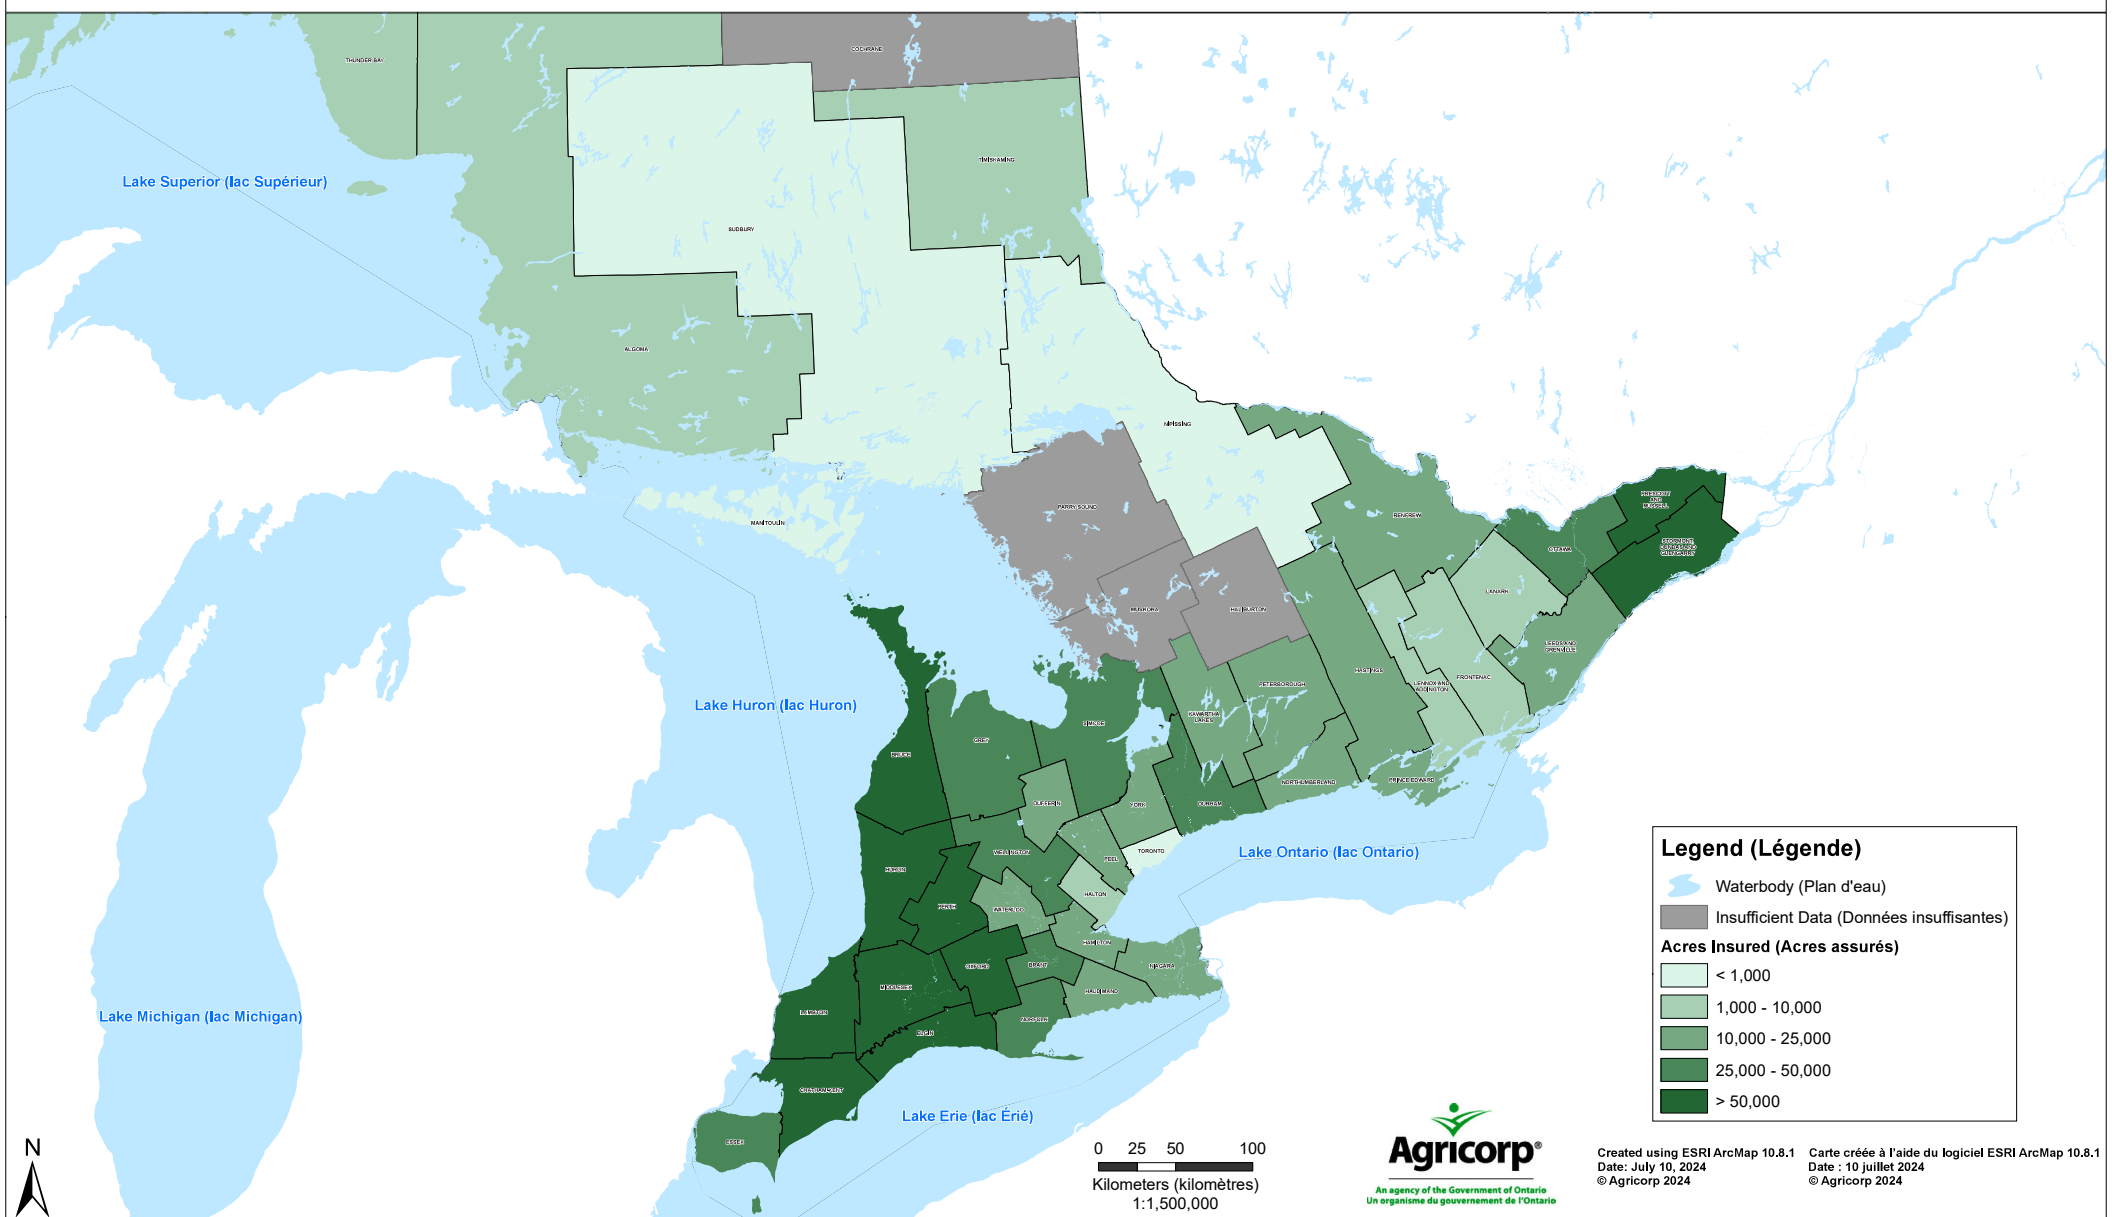 COCHRANE
THUNDER BAY
TIMISKAMING
Lake Superior (lac Supérieur)
SUDBURY
ALGOMA
NIPISSING
MANITOULIN
PARRY SOUND
RENFREW
PRESCOTT
AND
RUSSELL
OTTAWA
STORMONT,
DUNDAS AND
GLENGARRY
LANARK
MUSKOKA
HALIBURTON
LEEDS AND
GRENVILLE
HASTINGS
FRONTENAC
LENNOX AND
ADDINGTON
PETERBOROUGH
Lake Huron (lac Huron)
KAWARTHA
LAKES
SIMCOE
GREY
BRUCE
NORTHUMBERLAND
PRINCE EDWARD
DUFFERIN
YORK
DURHAM
WELLINGTON
PEEL
TORONTO
Lake Ontario (lac Ontario)
HURON
HALTON
PERTH
WATERLOO
HAMILTON
OXFORD
BRANT
NIAGARA
MIDDLESEX
HALDIMAND
LAMBTON
NORFOLK
ELGIN
Lake Michigan (lac Michigan)
CHATHAM-KENT
Lake Erie (lac Érié)
ESSEX
Legend (Légende)
Waterbody (Plan d'eau)
Insufficient Data (Données insuffisantes)
Acres Insured (Acres assurés)
< 1,000
1,000 - 10,000
10,000 - 25,000
25,000 - 50,000
> 50,000
N
0 25 50 100
Kilometers (kilomètres)
1:1,500,000
Agricorp®
An agency of the Government of Ontario
Un organisme du gouvernement de l'Ontario
Created using ESRI ArcMap 10.8.1
Date: July 10, 2024
© Agricorp 2024
Carte créée à l'aide du logiciel ESRI ArcMap 10.8.1
Date : 10 juillet 2024
© Agricorp 2024